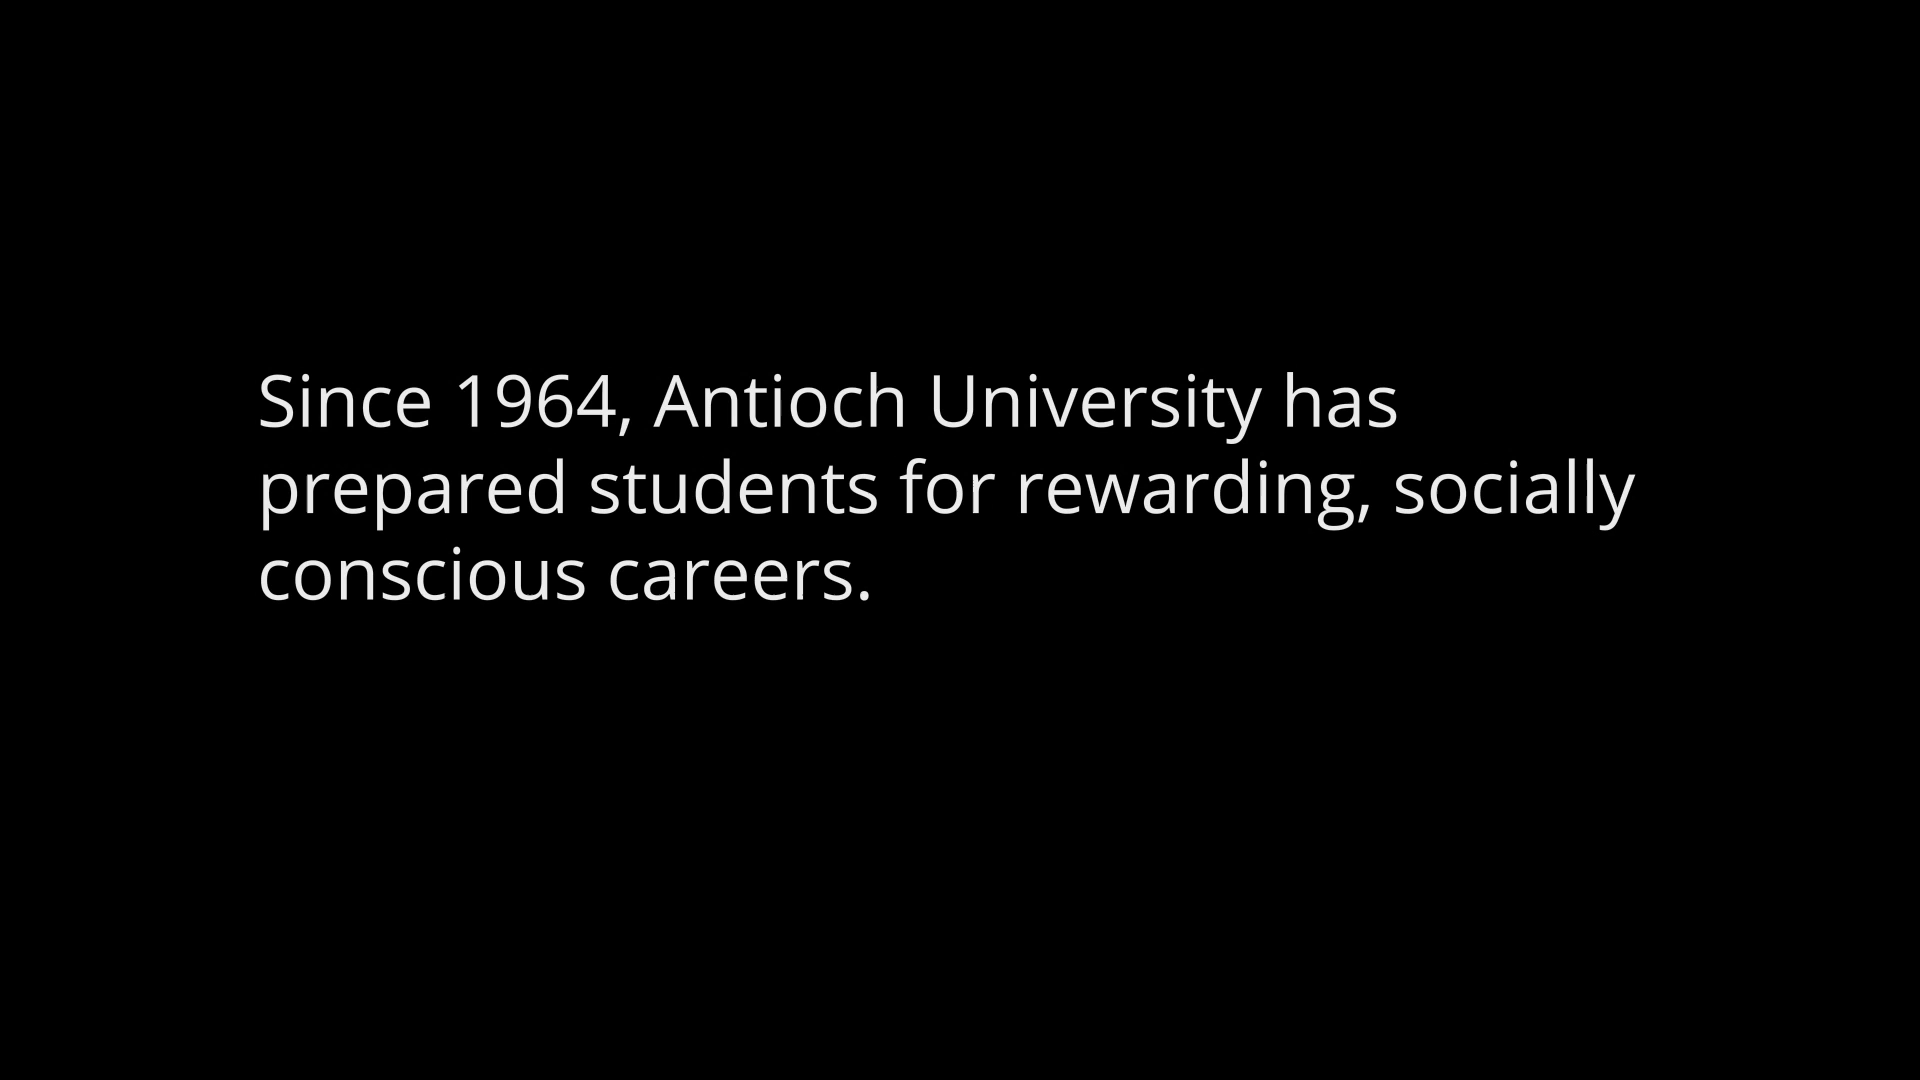 Since 1964, Antioch University has
prepared students for rewarding, socially
conscious careers.